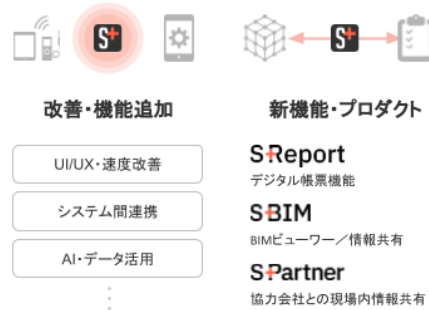 S+
S+
改善・機能追加
UI/UX・速度改善
システム間連携
AI・データ活用
新機能・プロダクト
S+Report
デジタル帳票機能
S+BIM
BIMビューワー／情報共有
S+Partner
協力会社との現場内情報共有